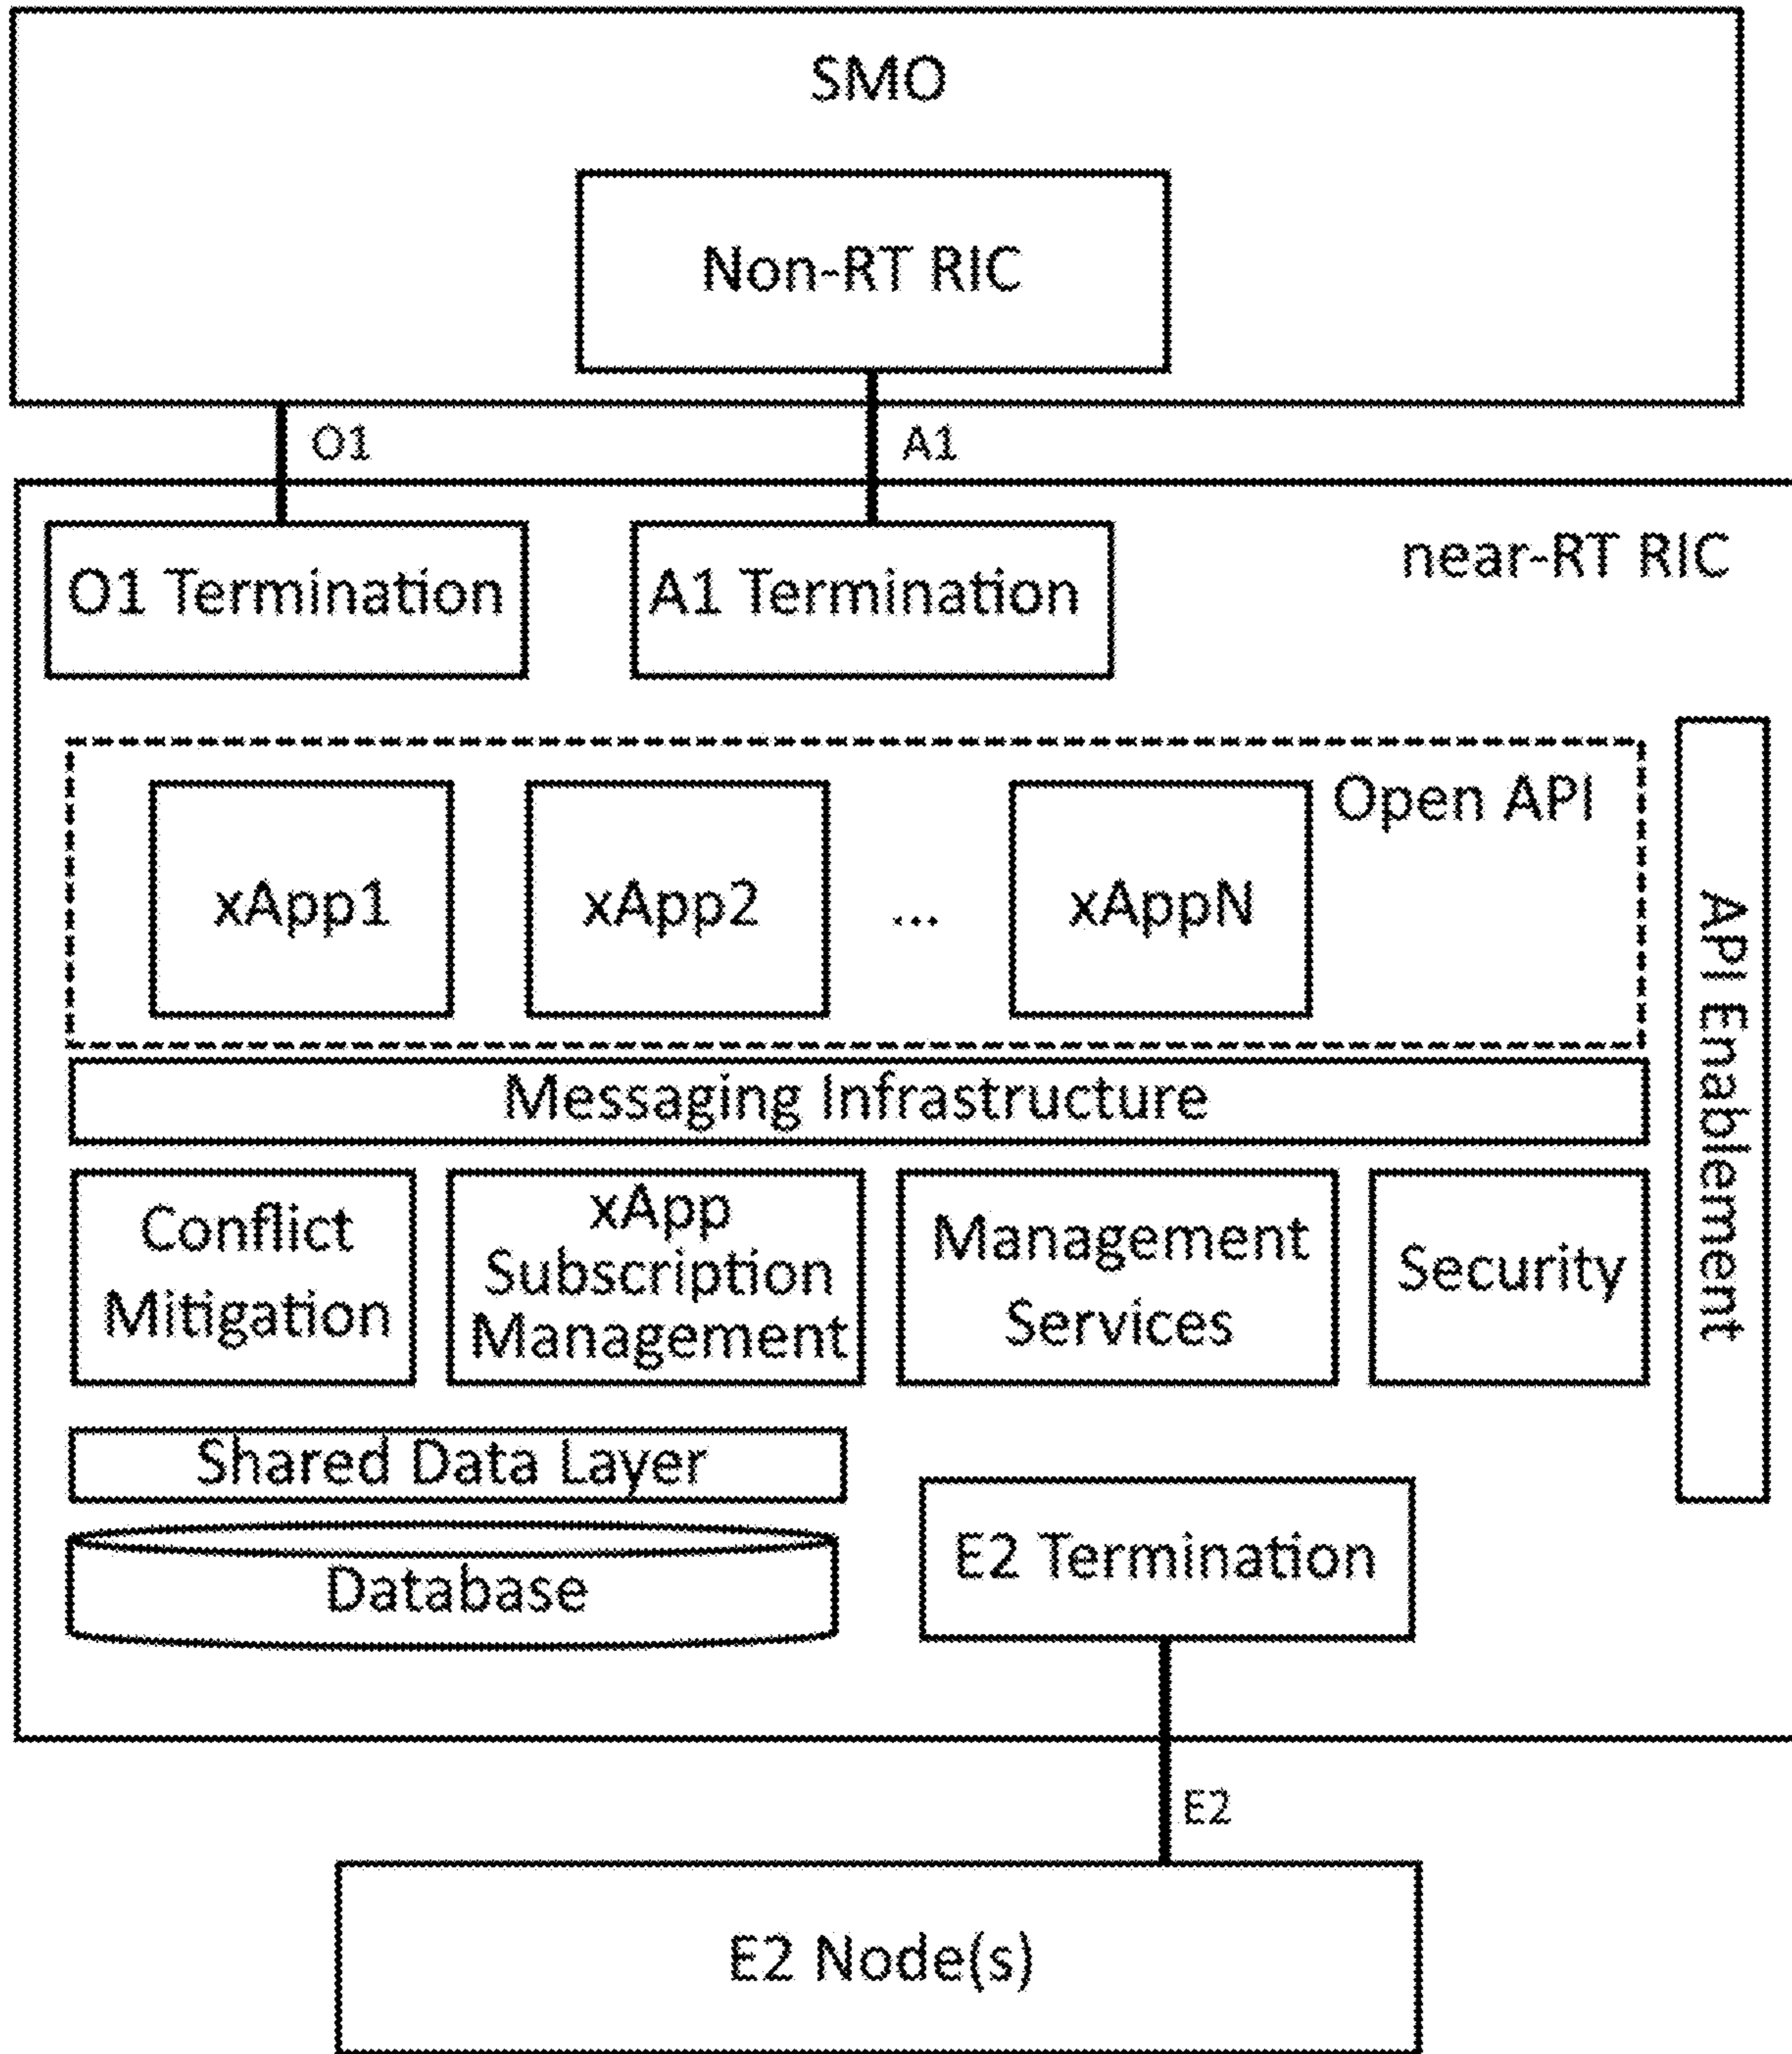 SMO
Non-RT RIC
O1
A1
near-RT RIC
O1 Termination
A1 Termination
Open API
xApp1
xApp2
...
xAppN
API Enablement
Messaging Infrastructure
Conflict
Mitigation
xApp
Subscription
Management
Management
Services
Security
Shared Data Layer
Database
E2 Termination
E2
E2 Node(s)